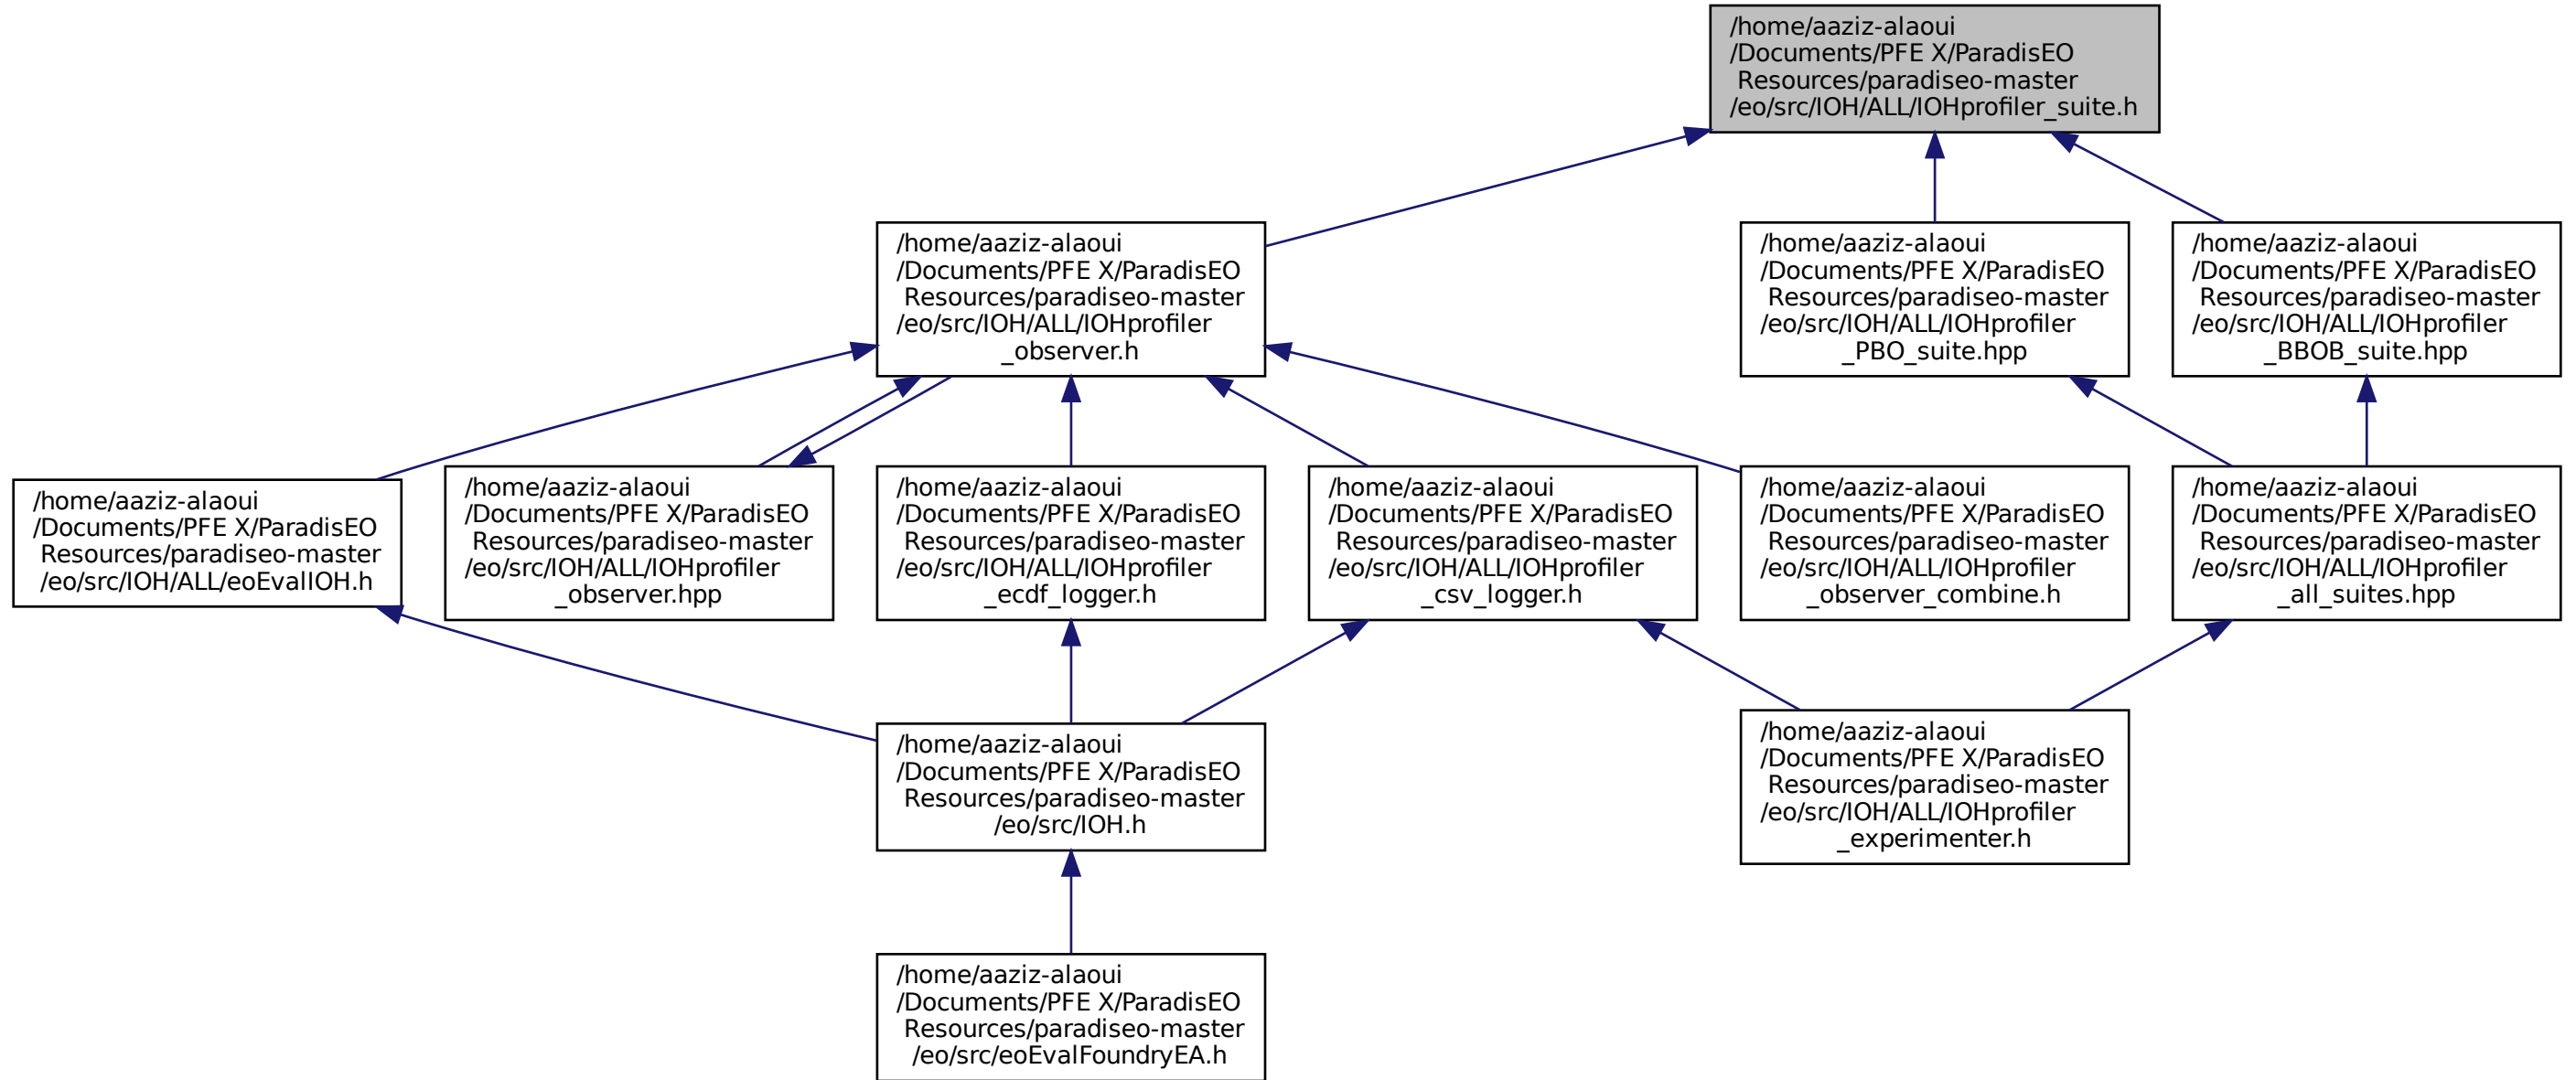 /home/aaziz-alaoui
/Documents/PFE X/ParadisEO
Resources/paradiseo-master
/eo/src/IOH/ALL/IOHprofiler_suite.h
/home/aaziz-alaoui
/Documents/PFE X/ParadisEO
Resources/paradiseo-master
/eo/src/IOH/ALL/IOHprofiler
_observer.h
/home/aaziz-alaoui
/Documents/PFE X/ParadisEO
Resources/paradiseo-master
/eo/src/IOH/ALL/IOHprofiler
_PBO_suite.hpp
/home/aaziz-alaoui
/Documents/PFE X/ParadisEO
Resources/paradiseo-master
/eo/src/IOH/ALL/IOHprofiler
_BBOB_suite.hpp
/home/aaziz-alaoui
/Documents/PFE X/ParadisEO
Resources/paradiseo-master
/eo/src/IOH/ALL/eoEvalIOH.h
/home/aaziz-alaoui
/Documents/PFE X/ParadisEO
Resources/paradiseo-master
/eo/src/IOH/ALL/IOHprofiler
_observer.hpp
/home/aaziz-alaoui
/Documents/PFE X/ParadisEO
Resources/paradiseo-master
/eo/src/IOH/ALL/IOHprofiler
_ecdf_logger.h
/home/aaziz-alaoui
/Documents/PFE X/ParadisEO
Resources/paradiseo-master
/eo/src/IOH/ALL/IOHprofiler
_csv_logger.h
/home/aaziz-alaoui
/Documents/PFE X/ParadisEO
Resources/paradiseo-master
/eo/src/IOH/ALL/IOHprofiler
_observer_combine.h
/home/aaziz-alaoui
/Documents/PFE X/ParadisEO
Resources/paradiseo-master
/eo/src/IOH/ALL/IOHprofiler
_all_suites.hpp
/home/aaziz-alaoui
/Documents/PFE X/ParadisEO
Resources/paradiseo-master
/eo/src/IOH.h
/home/aaziz-alaoui
/Documents/PFE X/ParadisEO
Resources/paradiseo-master
/eo/src/IOH/ALL/IOHprofiler
_experimenter.h
/home/aaziz-alaoui
/Documents/PFE X/ParadisEO
Resources/paradiseo-master
/eo/src/eoEvalFoundryEA.h